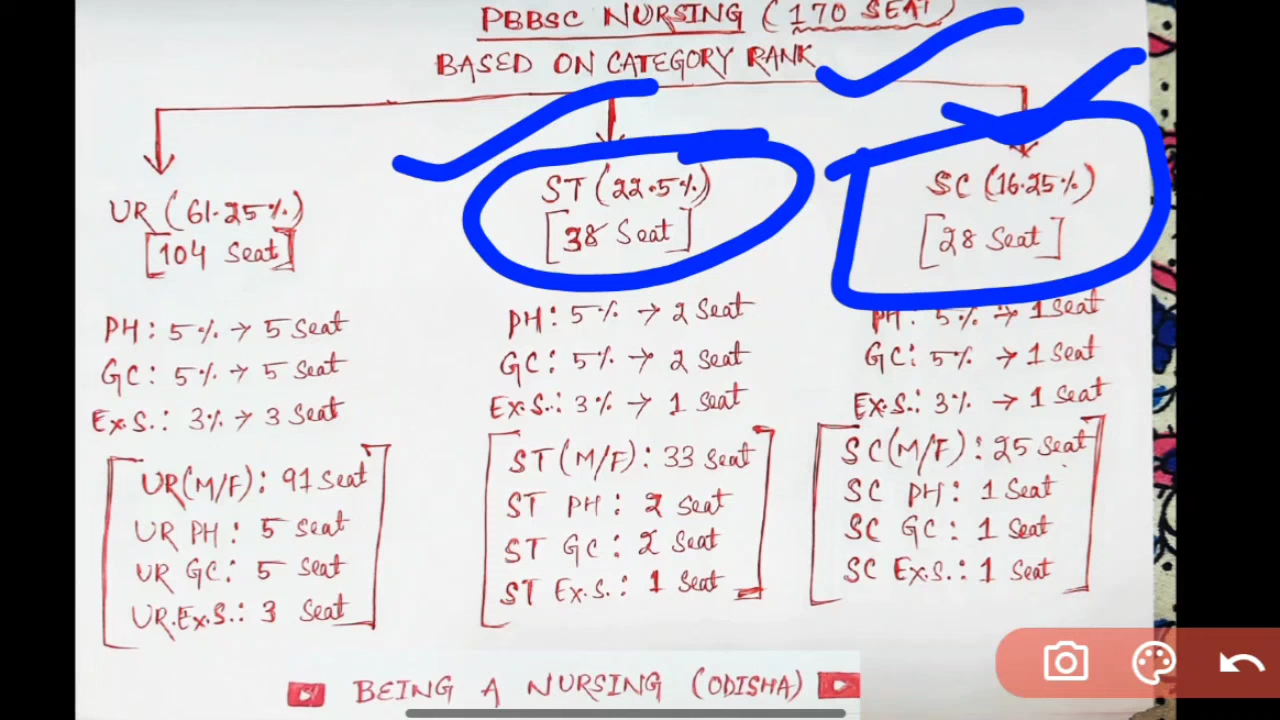 PBBSC NURSING (170 SEAT)
BASED ON CATEGORY RANK
UR (61.25%)
[104 Seat]
PH: 5% → 5 Seat
GC: 5% → 5 Seat
Ex.S.: 3% → 3 Seat
UR(M/F): 91 Seat
UR PH: 5 Seat
UR GC: 5 Seat
UR.Ex.S.: 3 Seat
ST (22.5%)
[38 Seat]
PH: 5% → 2 Seat
GC: 5% → 2 Seat
Ex.S.: 3% → 1 Seat
ST(M/F): 33 Seat
ST PH: 2 Seat
ST GC: 2 Seat
ST Ex.S.: 1 Seat
SC (16.25%)
[28 Seat]
PH: 5% → 1 Seat
GC: 5% → 1 Seat
Ex.S.: 3% → 1 Seat
SC(M/F): 25 Seat
SC PH: 1 Seat
SC GC: 1 Seat
SC Ex.S.: 1 Seat
BEING A NURSING (ODISHA)